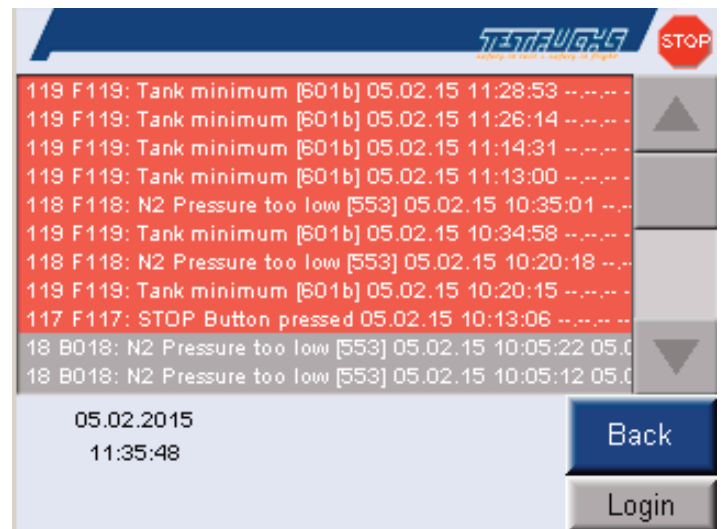 TEST-FUCHS
STOP
119 F119: Tank minimum [601b] 05.02.15 11:28:53 --.--.-- -
119 F119: Tank minimum [601b] 05.02.15 11:26:14 --.--.-- -
119 F119: Tank minimum [601b] 05.02.15 11:14:31 --.--.-- -
119 F119: Tank minimum [601b] 05.02.15 11:13:00 --.--.-- -
118 F118: N2 Pressure too low [553] 05.02.15 10:35:01 --.--
119 F119: Tank minimum [601b] 05.02.15 10:34:58 --.--.-- -
118 F118: N2 Pressure too low [553] 05.02.15 10:20:18 --.--
119 F119: Tank minimum [601b] 05.02.15 10:20:15 --.--.-- -
117 F117: STOP Button pressed 05.02.15 10:13:06 --.--.-- --
18 B018: N2 Pressure too low [553] 05.02.15 10:05:22 05.0
18 B018: N2 Pressure too low [553] 05.02.15 10:05:12 05.0
05.02.2015
11:35:48
Back
Login